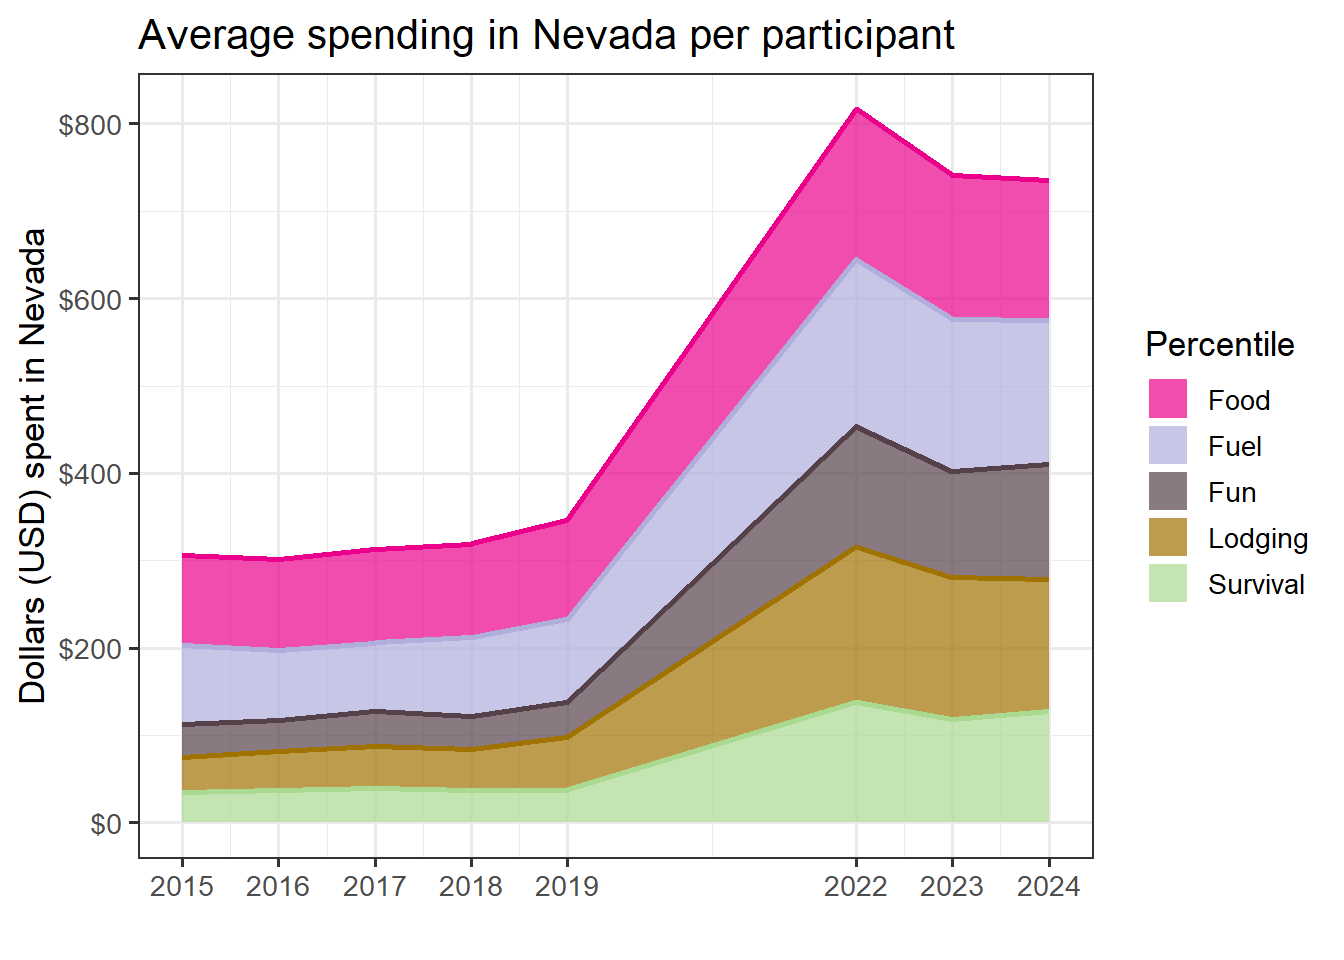 Average spending in Nevada per participant
Dollars (USD) spent in Nevada
$800
$600
$400
$200
$0
2015 2016 2017 2018 2019 2022 2023 2024
Percentile
Food
Fuel
Fun
Lodging
Survival